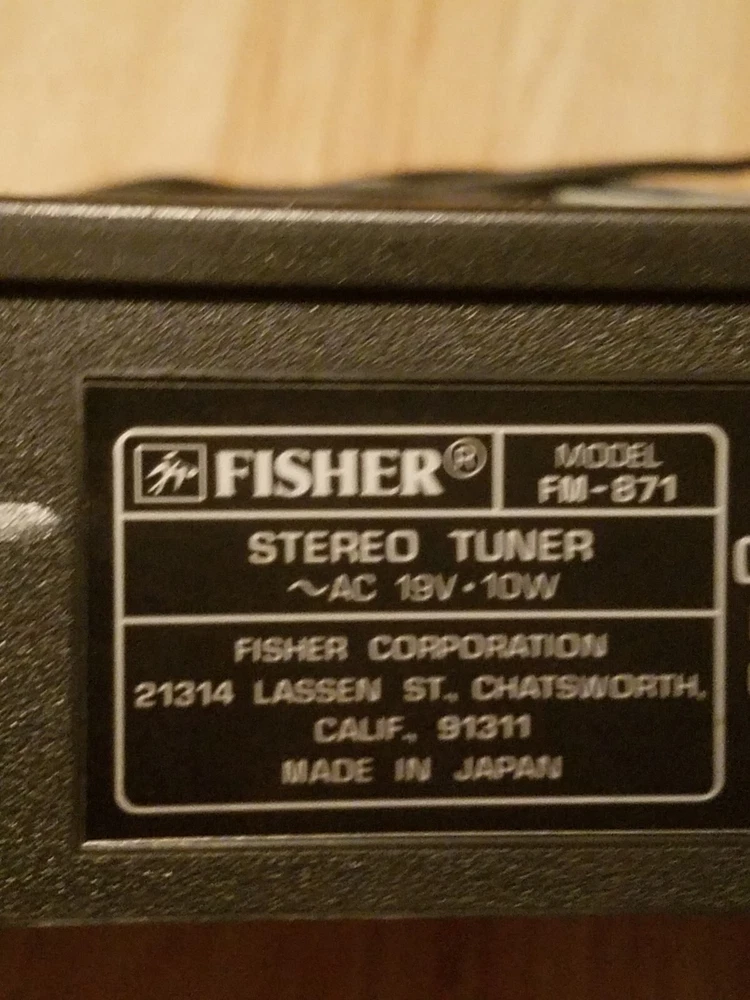 FISHER®
MODEL
FM-871
STEREO TUNER
~AC 19V·10W
FISHER CORPORATION
21314 LASSEN ST., CHATSWORTH,
CALIF., 91311
MADE IN JAPAN